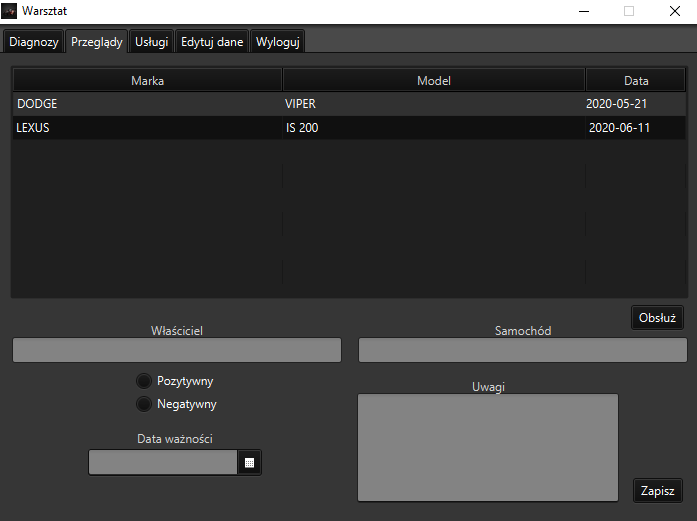 Warsztat
Diagnozy Przeglądy Usługi Edytuj dane Wyloguj
Marka Model Data
DODGE VIPER 2020-05-21
LEXUS IS 200 2020-06-11
Obsłuż
Właściciel Samochód
Pozytywny
Uwagi
Negatywny
Data ważności
Zapisz